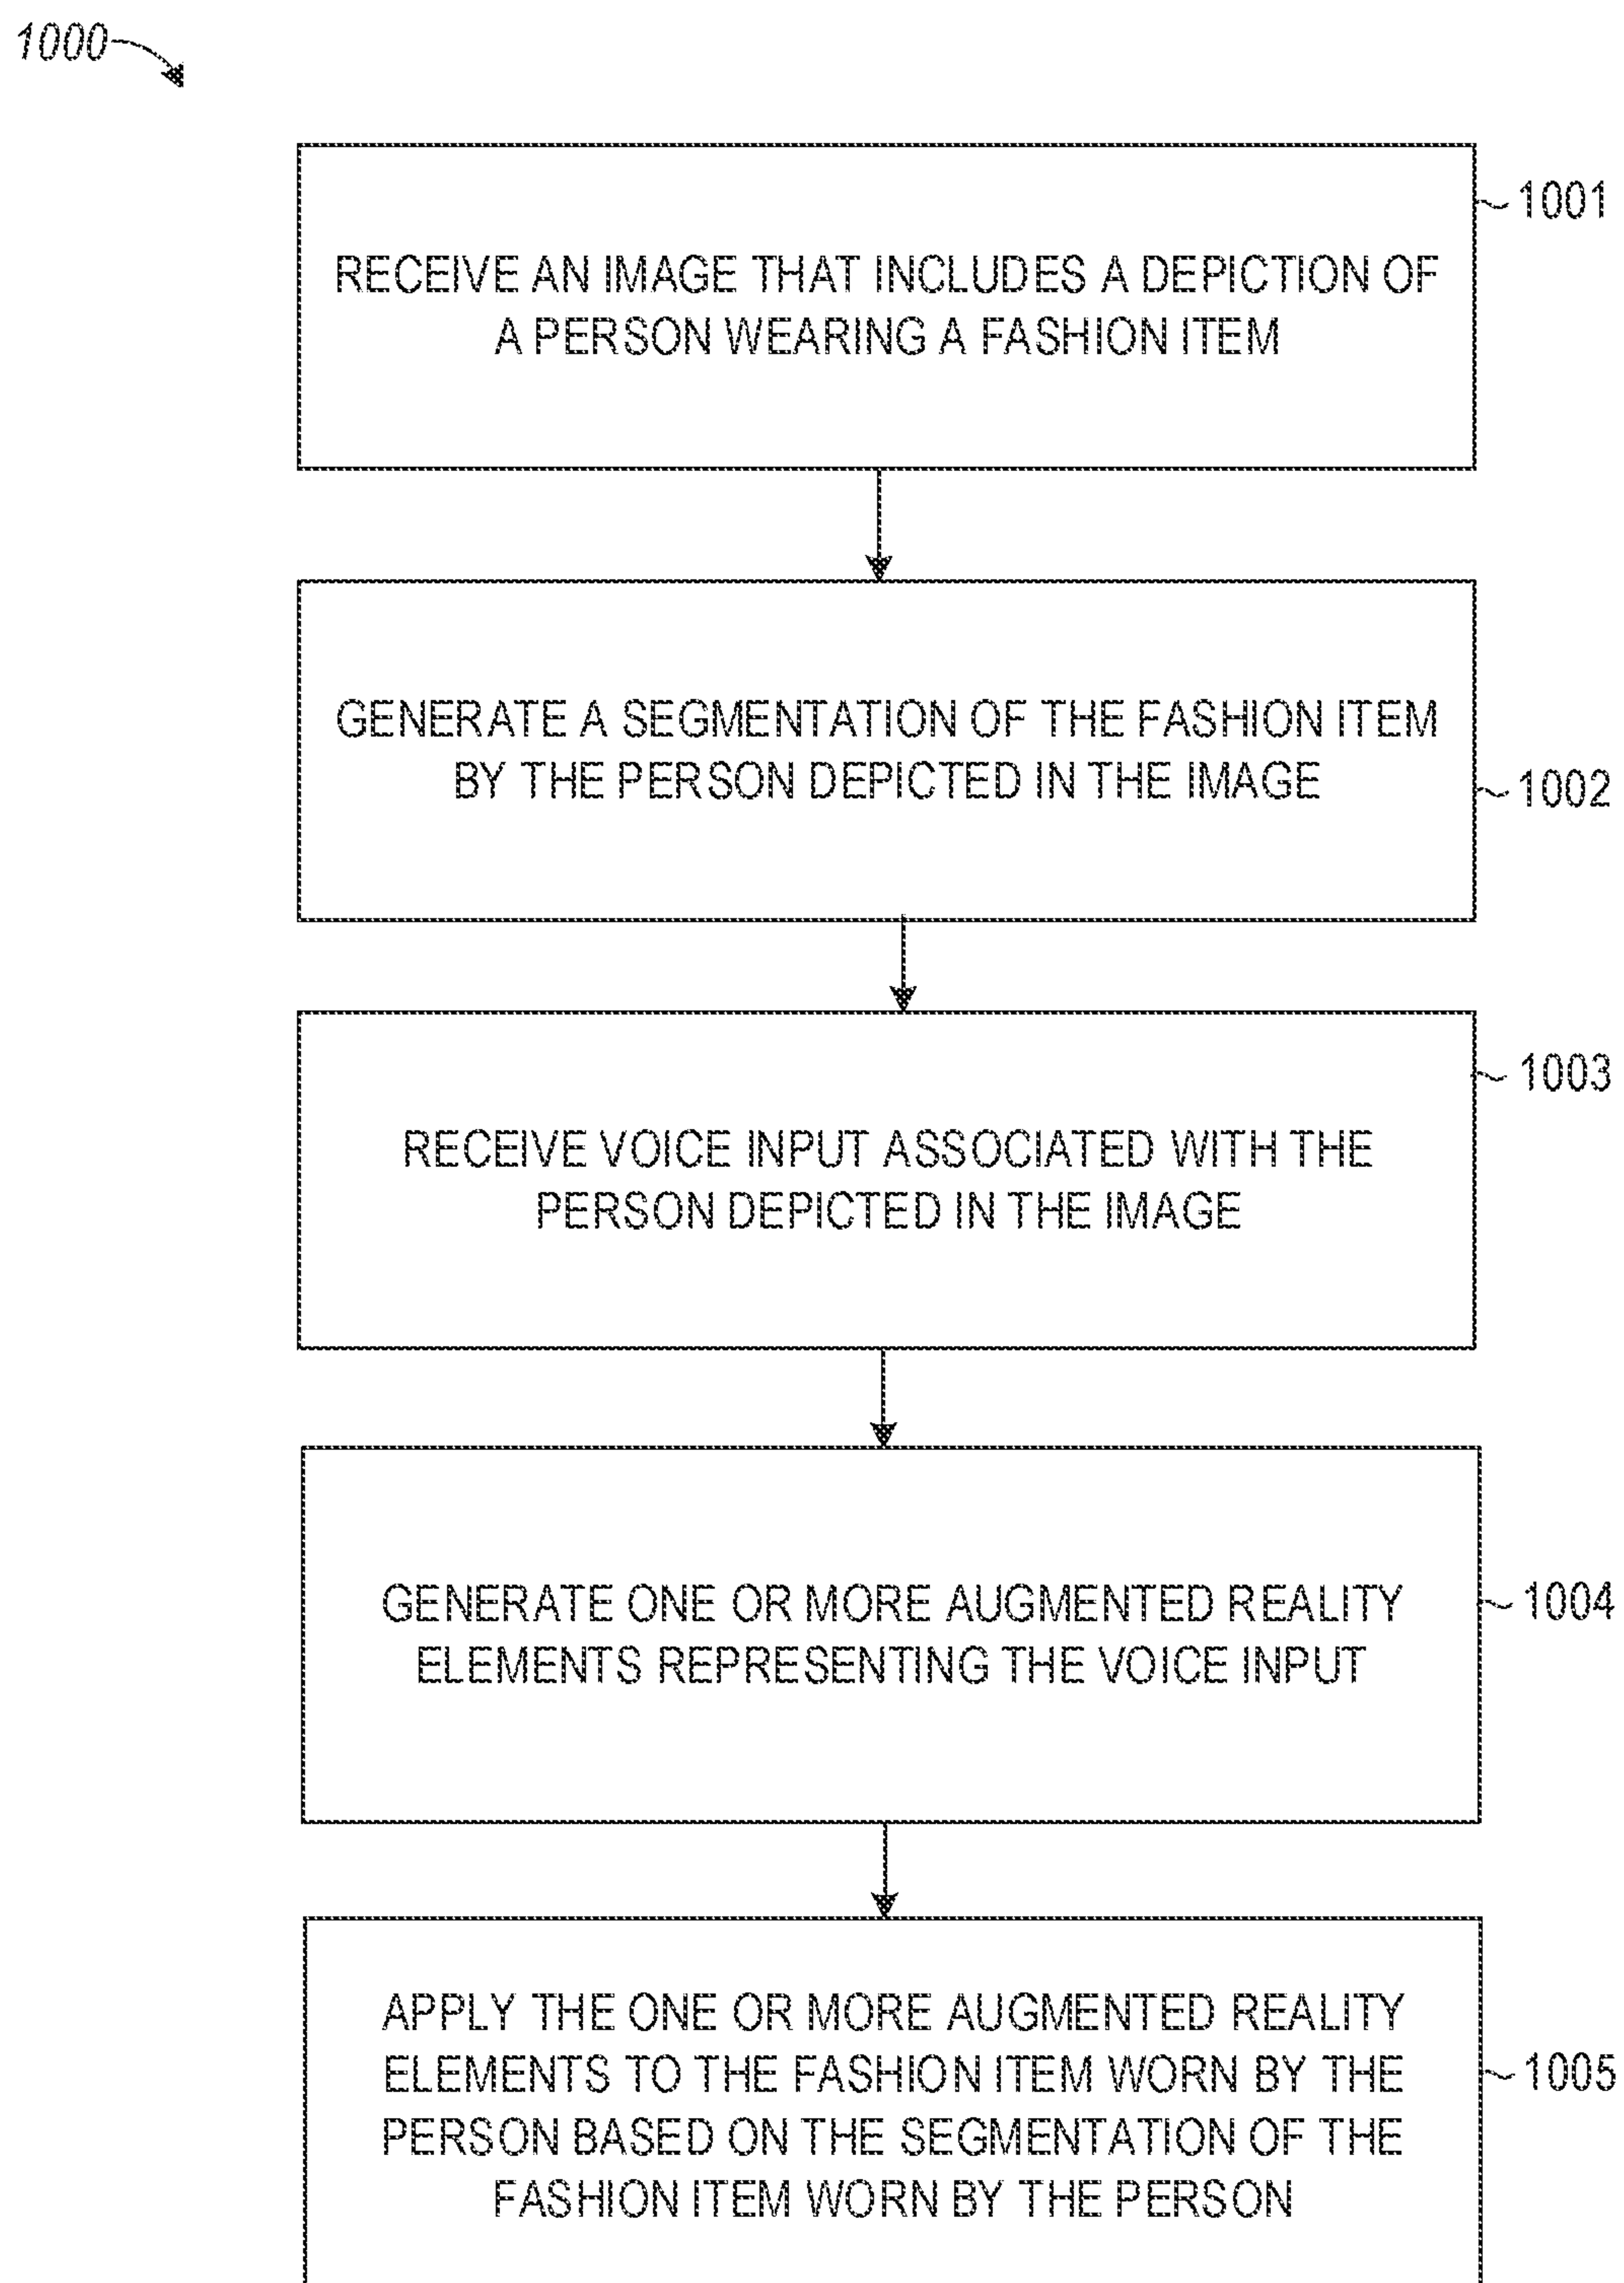 1000
RECEIVE AN IMAGE THAT INCLUDES A DEPICTION OF
A PERSON WEARING A FASHION ITEM
1001
GENERATE A SEGMENTATION OF THE FASHION ITEM
BY THE PERSON DEPICTED IN THE IMAGE
1002
RECEIVE VOICE INPUT ASSOCIATED WITH THE
PERSON DEPICTED IN THE IMAGE
1003
GENERATE ONE OR MORE AUGMENTED REALITY
ELEMENTS REPRESENTING THE VOICE INPUT
1004
APPLY THE ONE OR MORE AUGMENTED REALITY
ELEMENTS TO THE FASHION ITEM WORN BY THE
PERSON BASED ON THE SEGMENTATION OF THE
FASHION ITEM WORN BY THE PERSON
1005